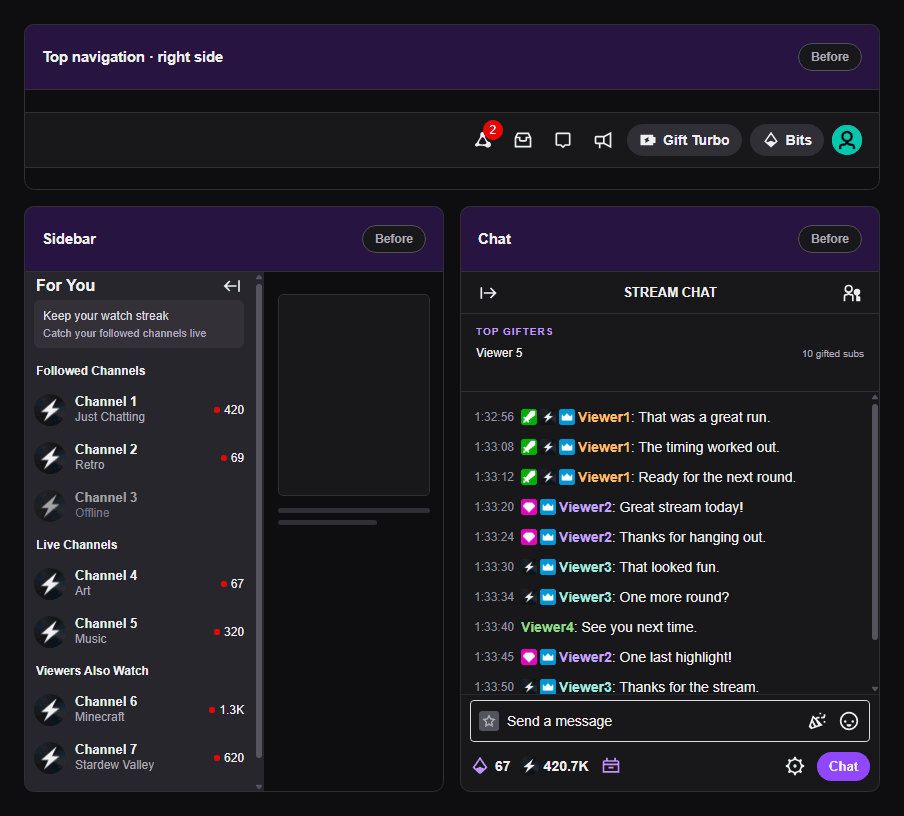 Top navigation · right side
Before
2
Gift Turbo
Bits
Sidebar
Before
For You
Keep your watch streak
Catch your followed channels live
Followed Channels
Channel 1
Just Chatting
420
Channel 2
Retro
69
Channel 3
Offline
Live Channels
Channel 4
Art
67
Channel 5
Music
320
Viewers Also Watch
Channel 6
Minecraft
1.3K
Channel 7
Stardew Valley
620
Chat
Before
STREAM CHAT
TOP GIFTERS
Viewer 5
10 gifted subs
1:32:56 Viewer1: That was a great run.
1:33:08 Viewer1: The timing worked out.
1:33:12 Viewer1: Ready for the next round.
1:33:20 Viewer2: Great stream today!
1:33:24 Viewer2: Thanks for hanging out.
1:33:30 Viewer3: That looked fun.
1:33:34 Viewer3: One more round?
1:33:40 Viewer4: See you next time.
1:33:45 Viewer2: One last highlight!
1:33:50 Viewer3: Thanks for the stream.
Send a message
67
420.7K
Chat